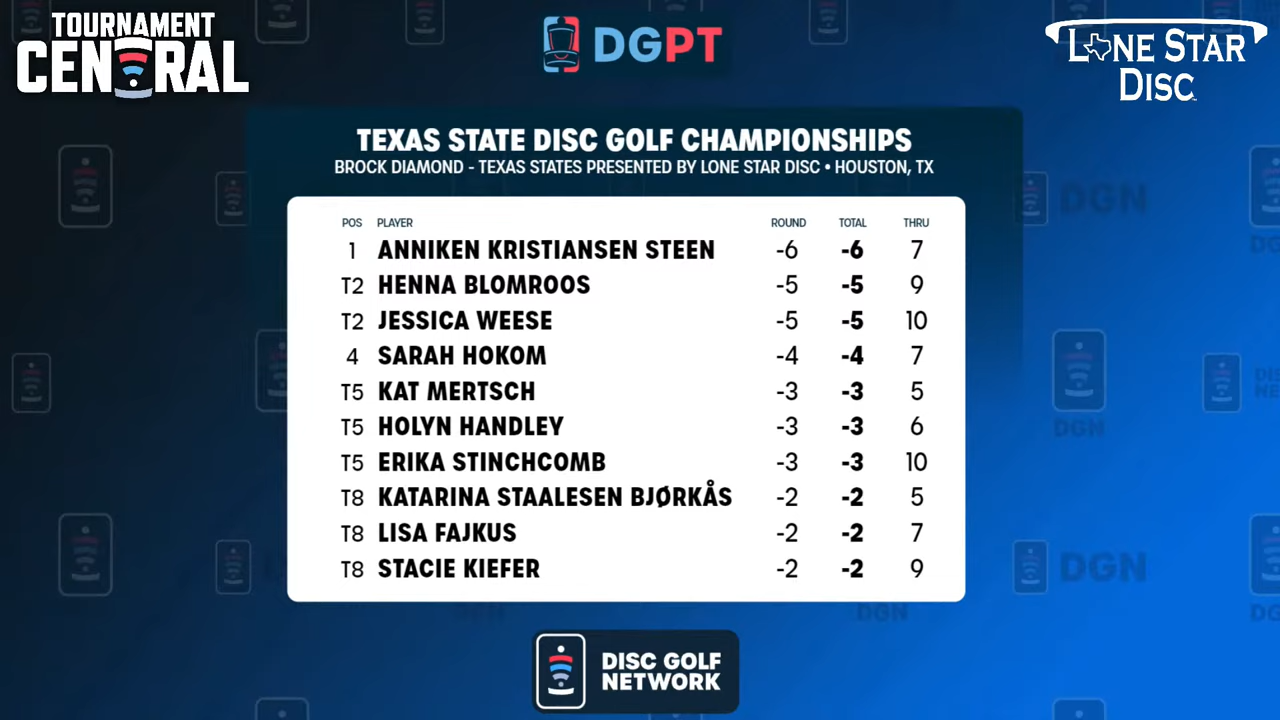 TOURNAMENT
CENTRAL
DGPT
LONE STAR
DISC
TEXAS STATE DISC GOLF CHAMPIONSHIPS
BROCK DIAMOND - TEXAS STATES PRESENTED BY LONE STAR DISC • HOUSTON, TX
POS PLAYER ROUND TOTAL THRU
1 ANNIKEN KRISTIANSEN STEEN -6 -6 7
T2 HENNA BLOMROOS -5 -5 9
T2 JESSICA WEESE -5 -5 10
4 SARAH HOKOM -4 -4 7
T5 KAT MERTSCH -3 -3 5
T5 HOLYN HANDLEY -3 -3 6
T5 ERIKA STINCHCOMB -3 -3 10
T8 KATARINA STAALESEN BJØRKÅS -2 -2 5
T8 LISA FAJKUS -2 -2 7
T8 STACIE KIEFER -2 -2 9
DGN
DGN
DGN
DGN
DISC GOLF
NETWORK